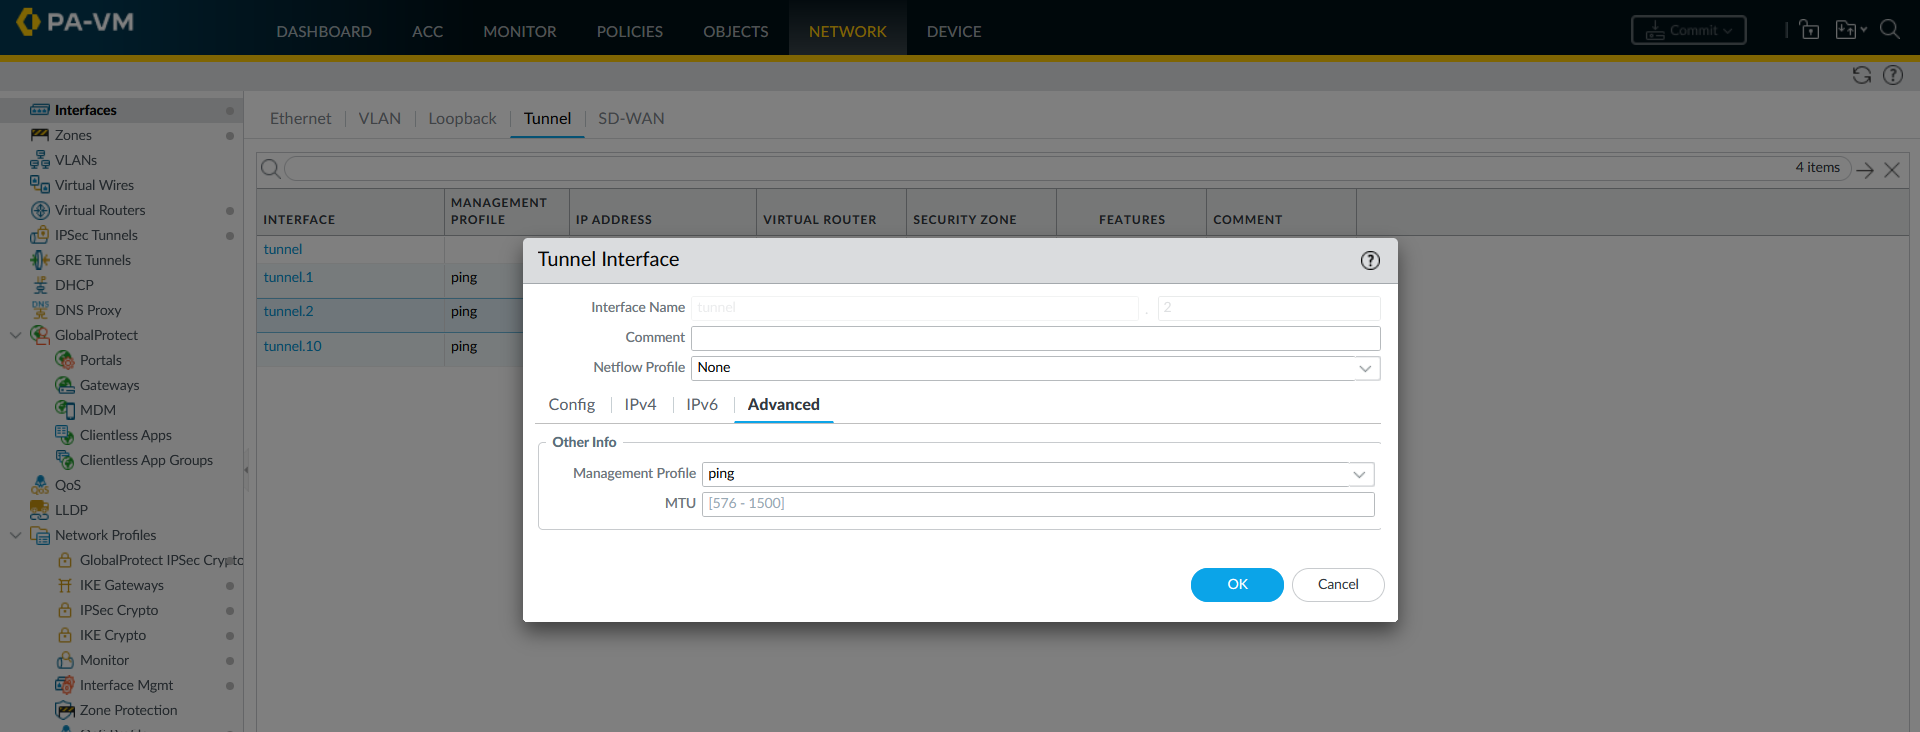 PA-VM
DASHBOARD ACC MONITOR POLICIES OBJECTS NETWORK DEVICE Commit
Interfaces
Zones
VLANs
Virtual Wires
Virtual Routers
IPSec Tunnels
GRE Tunnels
DHCP
DNS Proxy
GlobalProtect
Portals
Gateways
MDM
Clientless Apps
Clientless App Groups
QoS
LLDP
Network Profiles
GlobalProtect IPSec Crypto
IKE Gateways
IPSec Crypto
IKE Crypto
Monitor
Interface Mgmt
Zone Protection
Ethernet VLAN Loopback Tunnel SD-WAN
4 items
INTERFACE MANAGEMENT PROFILE IP ADDRESS VIRTUAL ROUTER SECURITY ZONE FEATURES COMMENT
tunnel
tunnel.1 ping
tunnel.2 ping
tunnel.10 ping
Tunnel Interface
Interface Name tunnel . 2
Comment
Netflow Profile None
Config IPv4 IPv6 Advanced
Other Info
Management Profile ping
MTU [576 - 1500]
OK Cancel